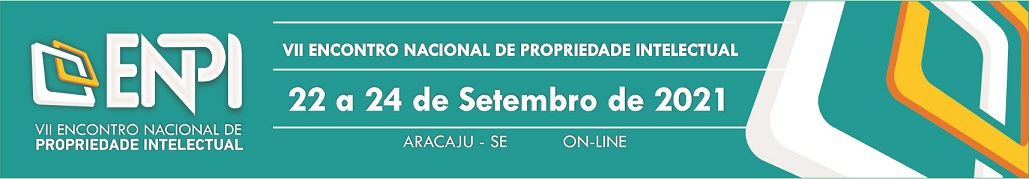 ENPI
VII ENCONTRO NACIONAL DE
PROPRIEDADE INTELECTUAL
VII ENCONTRO NACIONAL DE PROPRIEDADE INTELECTUAL
22 a 24 de Setembro de 2021
ARACAJU - SE ON-LINE